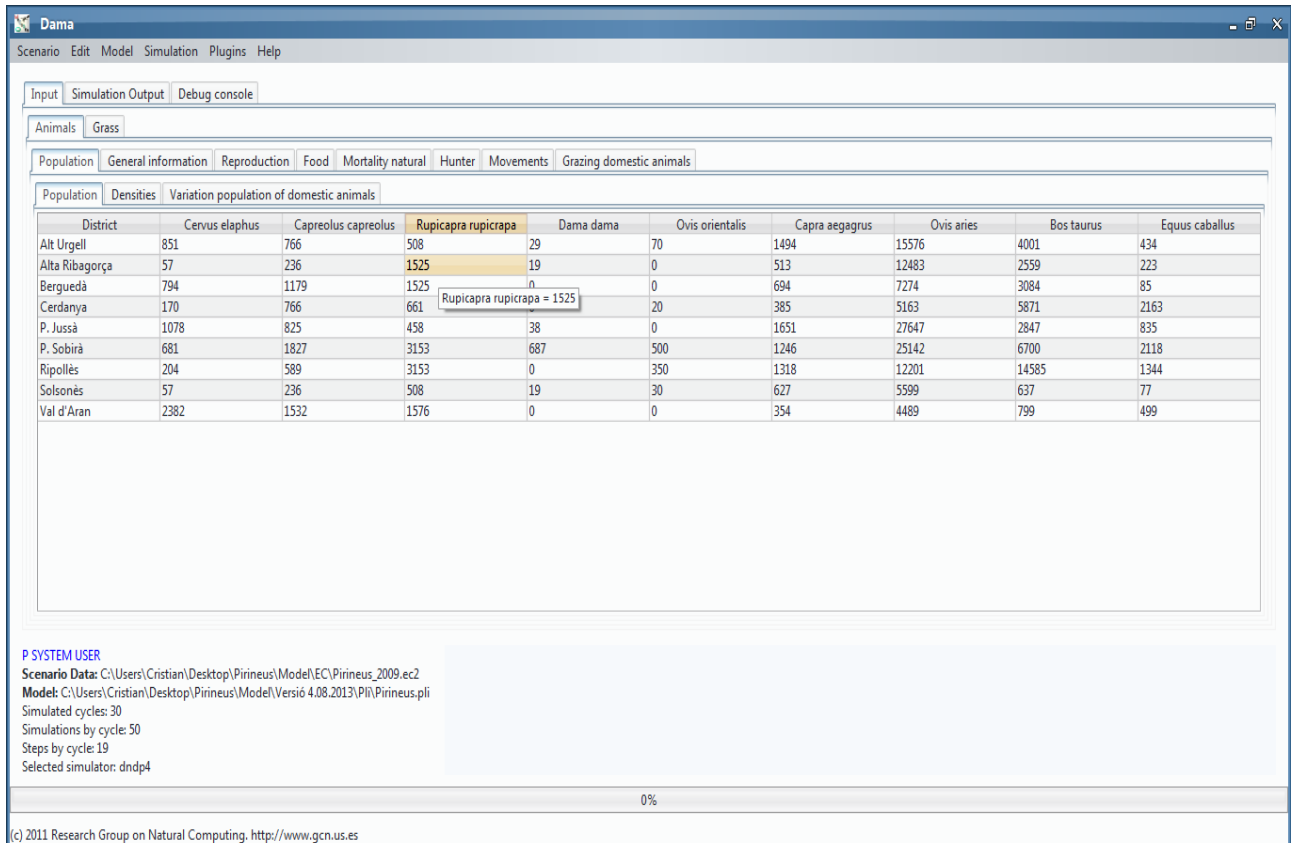 Dama
Scenario Edit Model Simulation Plugins Help
Input Simulation Output Debug console
Animals Grass
Population General information Reproduction Food Mortality natural Hunter Movements Grazing domestic animals
Population Densities Variation population of domestic animals
District Cervus elaphus Capreolus capreolus Rupicapra rupicrapa Dama dama Ovis orientalis Capra aegagrus Ovis aries Bos taurus Equus caballus
Alt Urgell 851 766 508 29 70 1494 15576 4001 434
Alta Ribagorça 57 236 1525 19 0 513 12483 2559 223
Berguedà 794 1179 1525 0 0 694 7274 3084 85
Rupicapra rupicrapa = 1525
Cerdanya 170 766 661 20 385 5163 5871 2163
P. Jussà 1078 825 458 38 0 1651 27647 2847 835
P. Sobirà 681 1827 3153 687 500 1246 25142 6700 2118
Ripollès 204 589 3153 0 350 1318 12201 14585 1344
Solsonès 57 236 508 19 30 627 5599 637 77
Val d'Aran 2382 1532 1576 0 0 354 4489 799 499
P SYSTEM USER
Scenario Data: C:\Users\Cristian\Desktop\Pirineus\Model\EC\Pirineus_2009.ec2
Model: C:\Users\Cristian\Desktop\Pirineus\Model\Versió 4.08.2013\Pli\Pirineus.pli
Simulated cycles: 30
Simulations by cycle: 50
Steps by cycle: 19
Selected simulator: dndp4
0%
(c) 2011 Research Group on Natural Computing. http://www.gcn.us.es